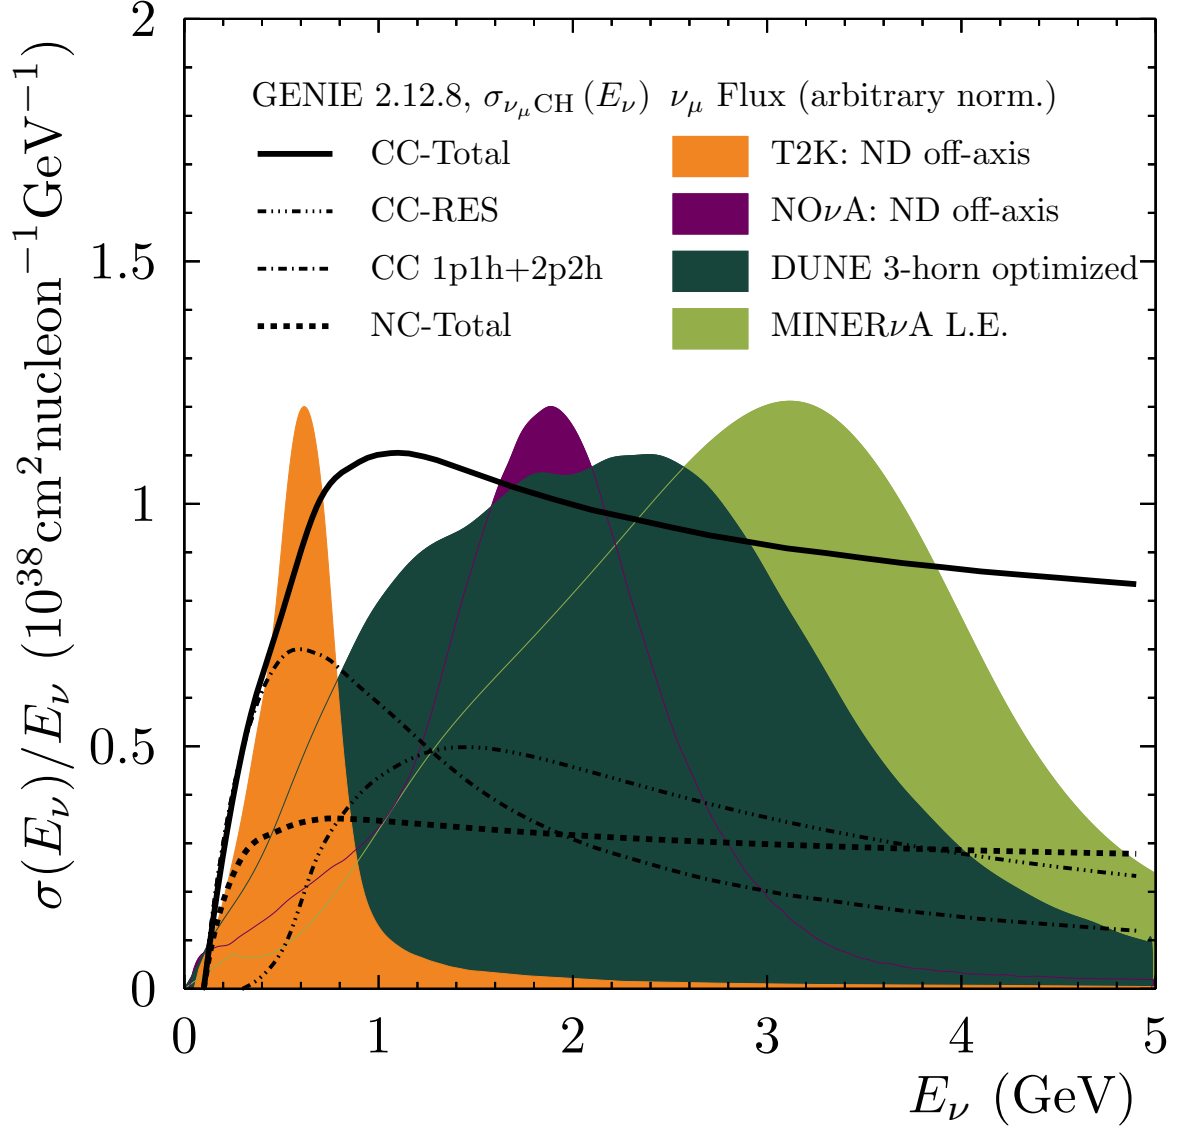 σ(Eν)/Eν (10³⁸cm²nucleon⁻¹GeV⁻¹)
2
1.5
1
0.5
0
GENIE 2.12.8, σνμCH (Eν) νμ Flux (arbitrary norm.)
CC-Total
CC-RES
CC 1p1h+2p2h
NC-Total
T2K: ND off-axis
NOνA: ND off-axis
DUNE 3-horn optimized
MINERνA L.E.
0 1 2 3 4 5
Eν (GeV)